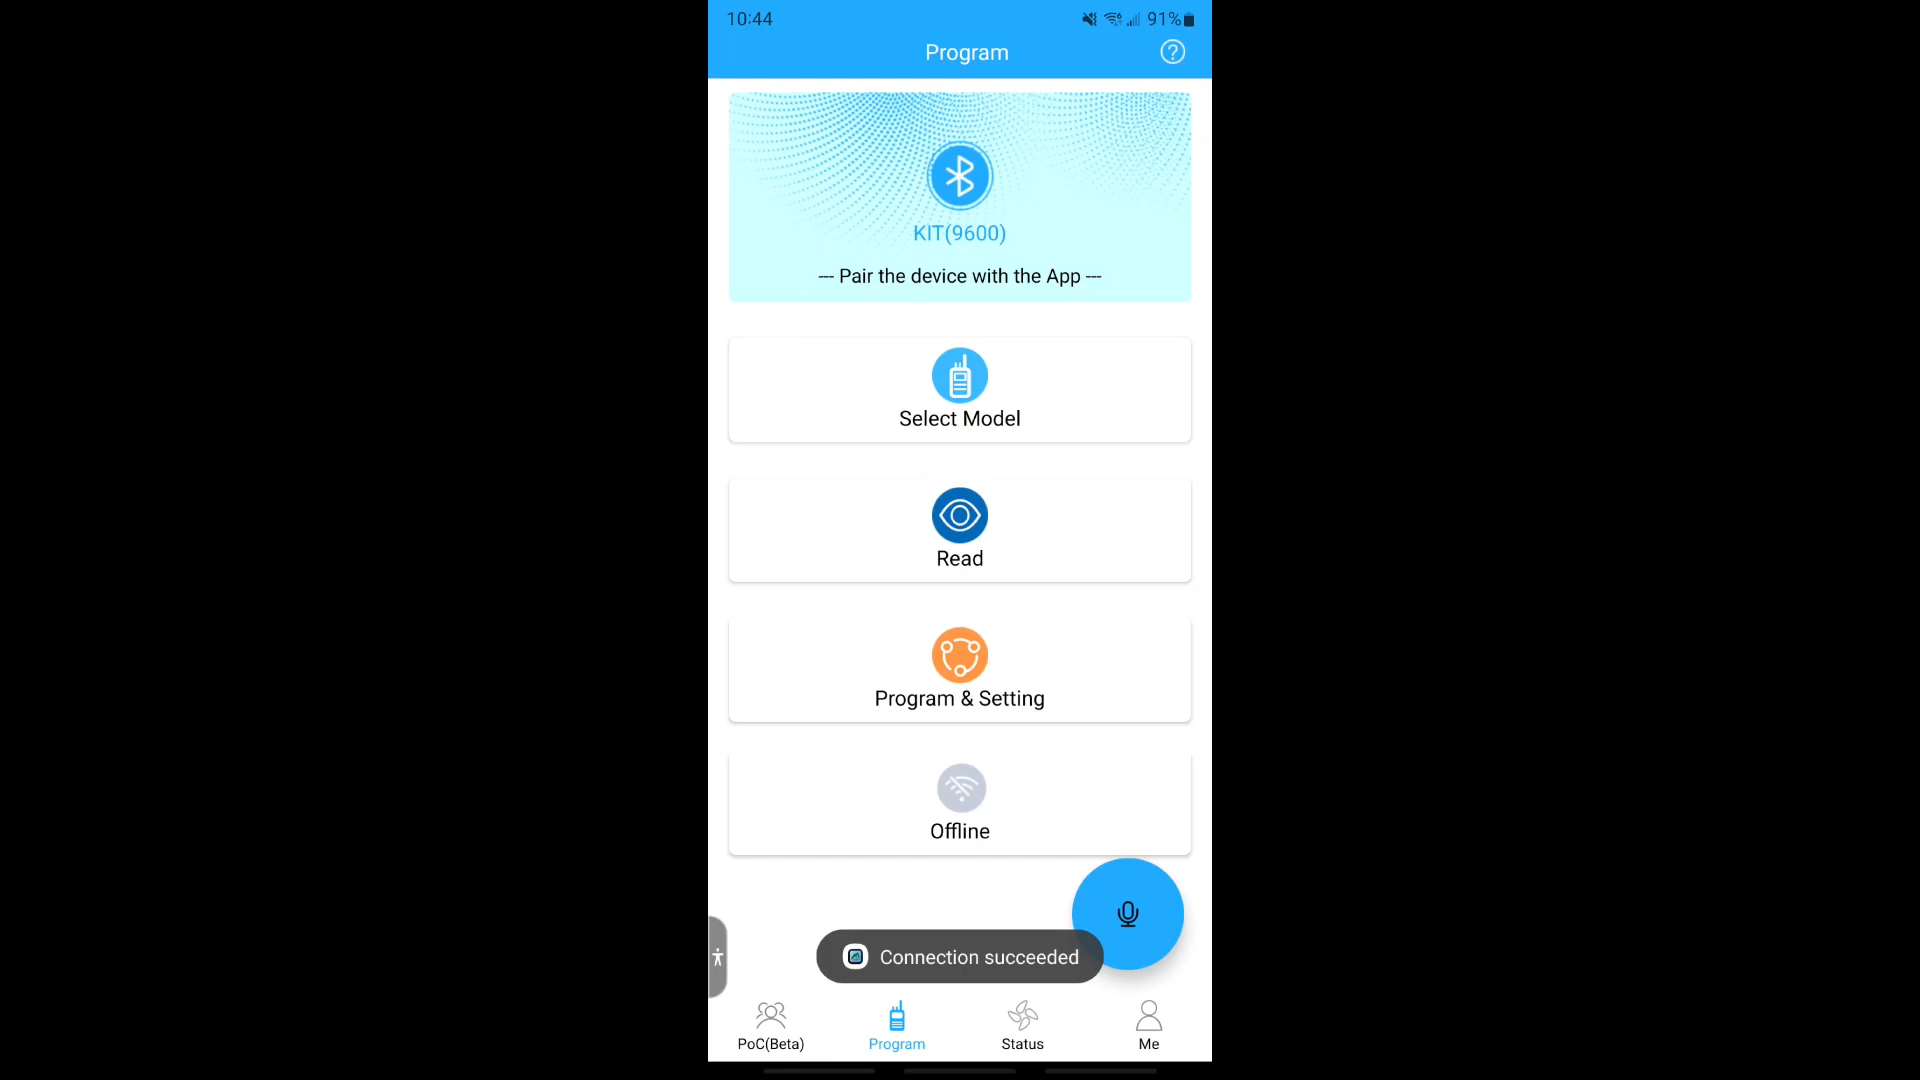 10:44
91%
Program
?
KIT(9600)
--- Pair the device with the App ---
Select Model
Read
Program & Setting
Offline
Connection succeeded
PoC(Beta)
Program
Status
Me